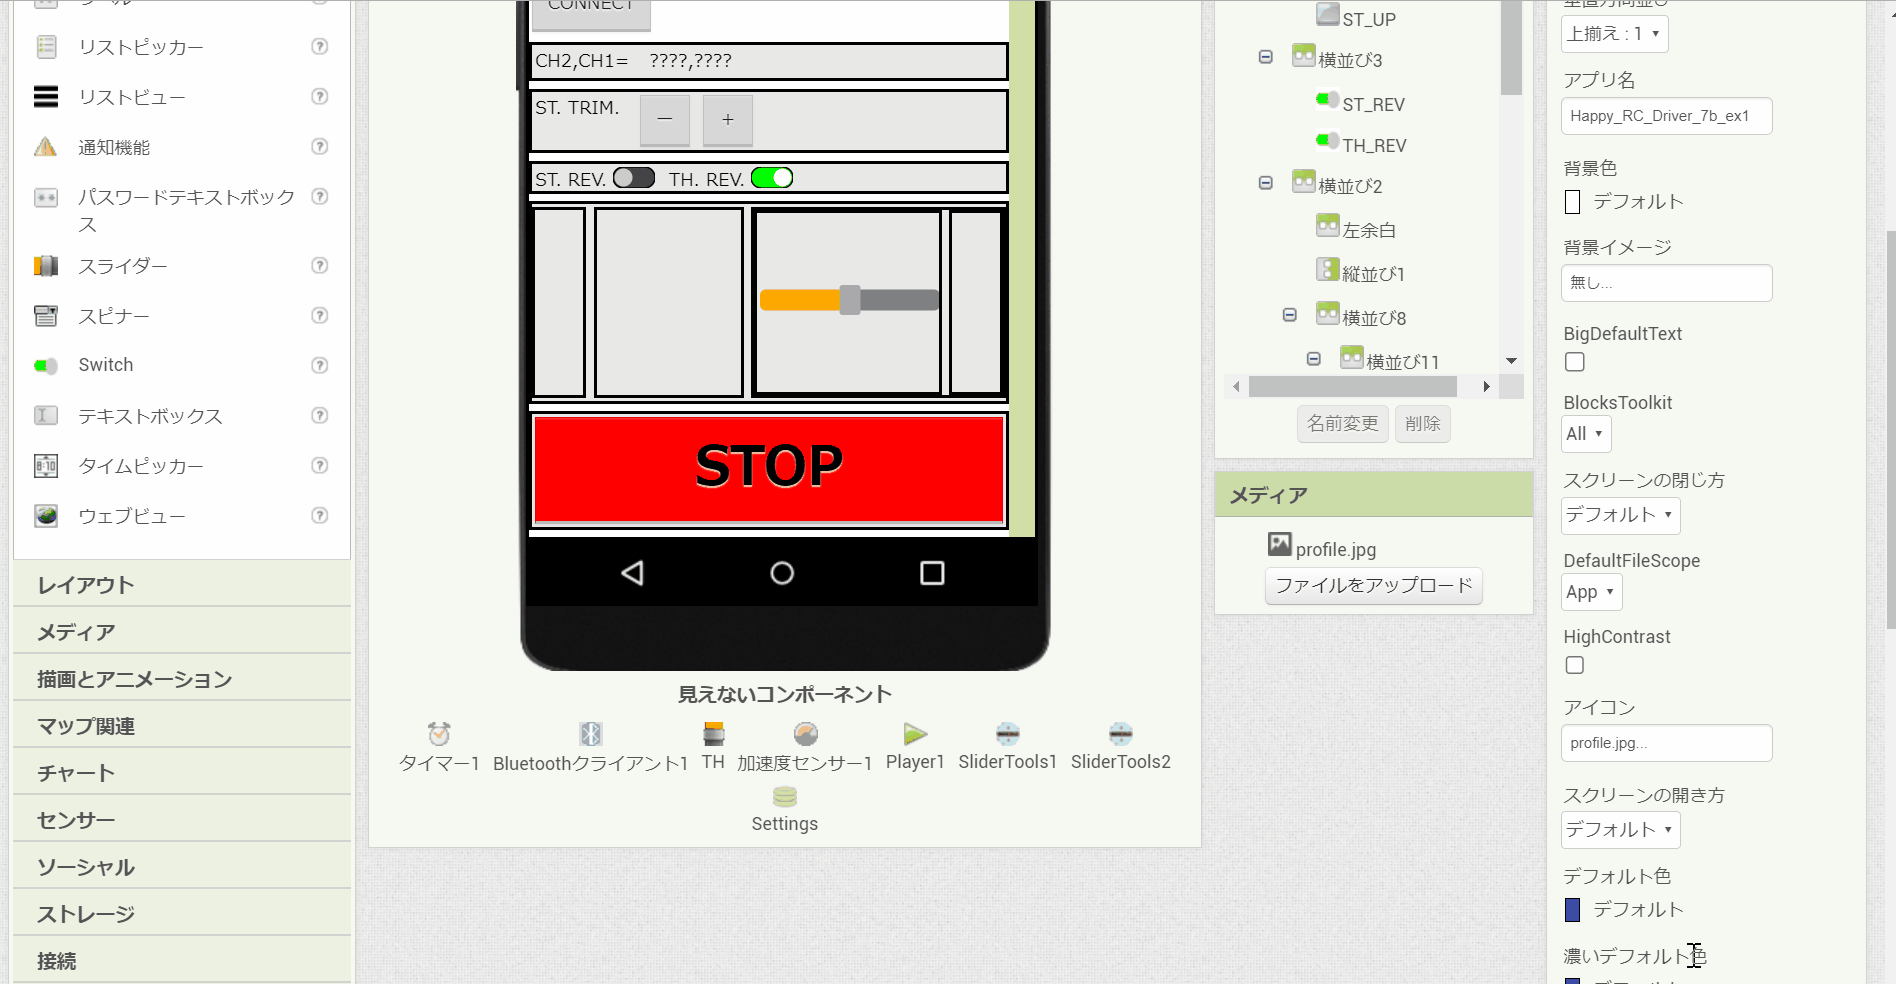 リストピッカー
リストビュー
通知機能
パスワードテキストボック
ス
スライダー
スピナー
Switch
テキストボックス
タイムピッカー
ウェブビュー
レイアウト
メディア
描画とアニメーション
マップ関連
チャート
センサー
ソーシャル
ストレージ
接続
CONNECT
CH2,CH1= ????,????
ST. TRIM. − +
ST. REV. TH. REV.
STOP
見えないコンポーネント
タイマー1 Bluetoothクライアント1 TH 加速度センサー1 Player1 SliderTools1 SliderTools2
Settings
ST_UP
横並び3
ST_REV
TH_REV
横並び2
左余白
縦並び1
横並び8
横並び11
名前変更 削除
メディア
profile.jpg
ファイルをアップロード
垂直方向並び
上揃え : 1
アプリ名
Happy_RC_Driver_7b_ex1
背景色
デフォルト
背景イメージ
無し...
BigDefaultText
BlocksToolkit
All
スクリーンの閉じ方
デフォルト
DefaultFileScope
App
HighContrast
アイコン
profile.jpg...
スクリーンの開き方
デフォルト
デフォルト色
デフォルト
濃いデフォルト色